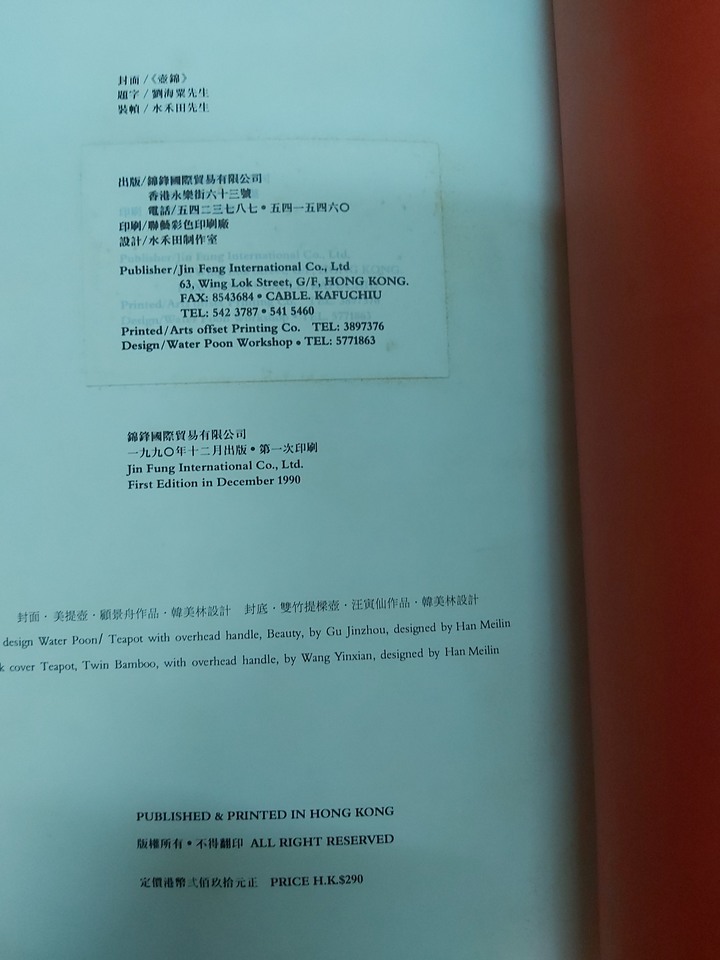 封面/《壺錦》
題字/劉海粟先生
裝幀/水禾田先生
出版/錦鋒國際貿易有限公司
香港永樂街六十三號
電話/五四二三七八七•五四一五四六〇
印刷/聯藝彩色印刷廠
設計/水禾田制作室
Publisher/Jin Feng International Co., Ltd
63, Wing Lok Street, G/F, HONG KONG.
FAX: 8543684 • CABLE. KAFUCHIU
TEL: 542 3787 • 541 5460
Printed/Arts offset Printing Co. TEL: 3897376
Design/Water Poon Workshop • TEL: 5771863
錦鋒國際貿易有限公司
一九九〇年十二月出版•第一次印刷
Jin Fung International Co., Ltd.
First Edition in December 1990
封面·美提壺·顧景舟作品·韓美林設計 封底·雙竹提樑壺·汪寅仙作品·韓美林設計
design Water Poon/ Teapot with overhead handle, Beauty, by Gu Jinzhou, designed by Han Meilin
cover Teapot, Twin Bamboo, with overhead handle, by Wang Yinxian, designed by Han Meilin
PUBLISHED & PRINTED IN HONG KONG
版權所有•不得翻印 ALL RIGHT RESERVED
定價港幣弍佰玖拾元正 PRICE H.K.$290